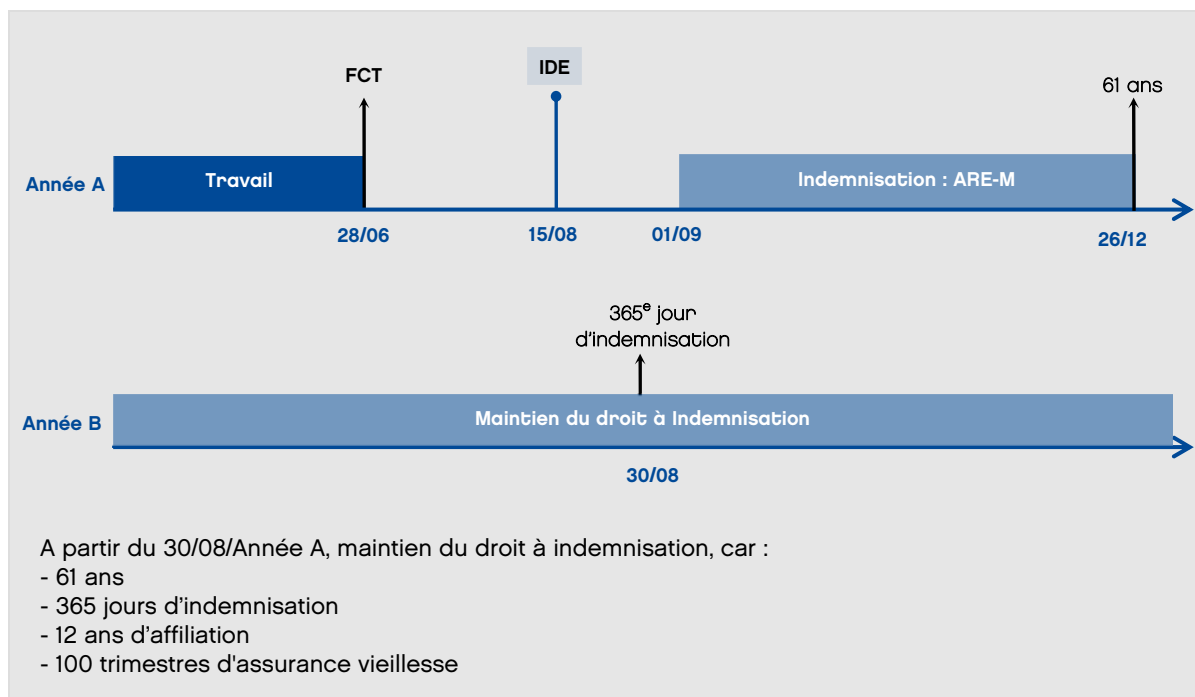 FCT
IDE
61 ans
Année A
Travail
Indemnisation : ARE-M
28/06
15/08
01/09
26/12
365e jour
d'indemnisation
Année B
Maintien du droit à Indemnisation
30/08
A partir du 30/08/Année A, maintien du droit à indemnisation, car :
- 61 ans
- 365 jours d'indemnisation
- 12 ans d'affiliation
- 100 trimestres d'assurance vieillesse